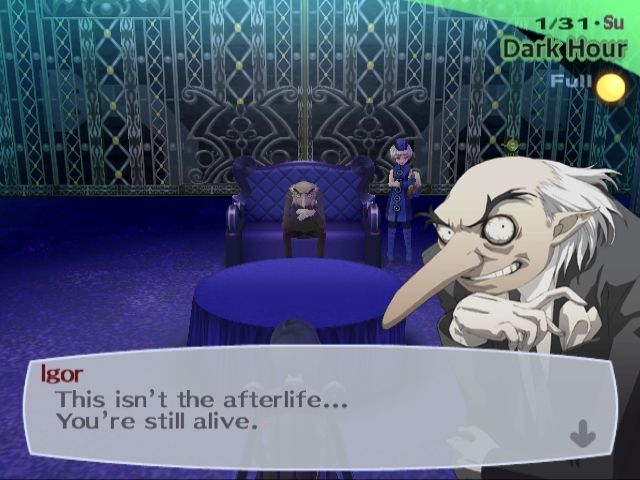 1/31 · Su
Dark Hour
Full
Igor
This isn't the afterlife...
You're still alive.